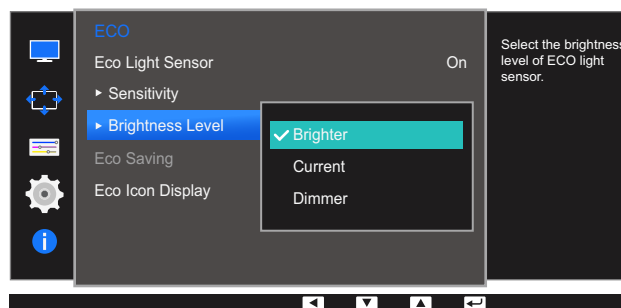 ECO
Eco Light Sensor On
Sensitivity
Brightness Level
Eco Saving
Eco Icon Display
Brighter
Current
Dimmer
Select the brightness
level of ECO light
sensor.